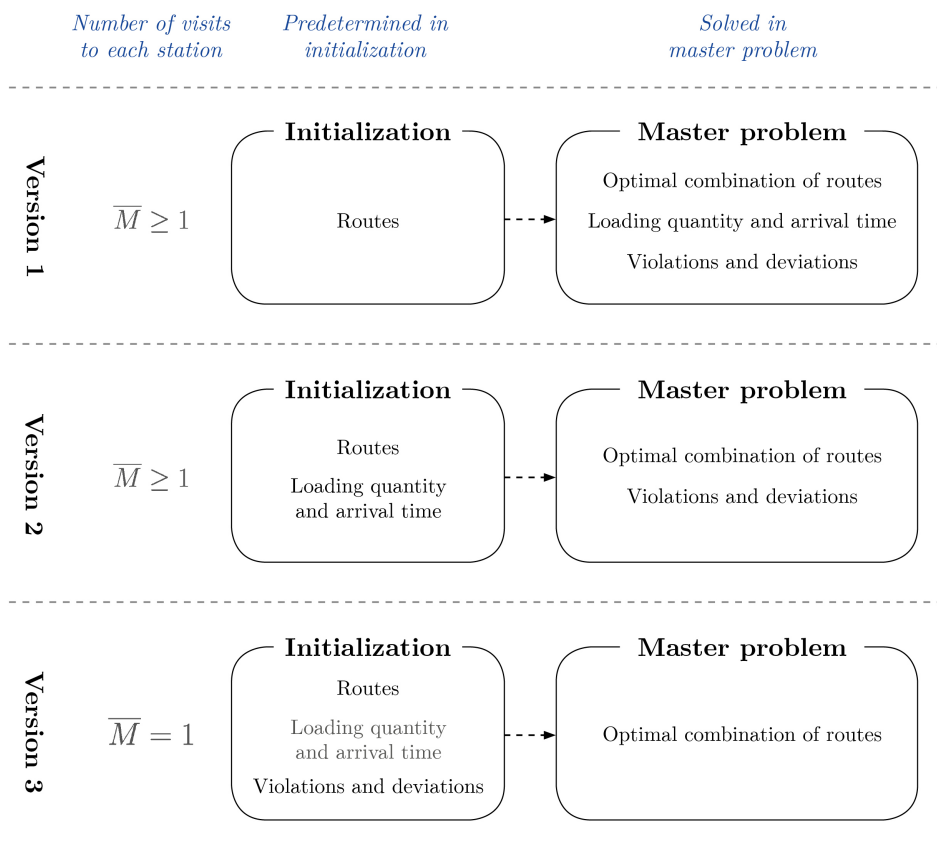 Number of visits
to each station
Predetermined in
initialization
Solved in
master problem
Version 1
M̅ ≥ 1
Initialization
Routes
Master problem
Optimal combination of routes
Loading quantity and arrival time
Violations and deviations
Version 2
M̅ ≥ 1
Initialization
Routes
Loading quantity
and arrival time
Master problem
Optimal combination of routes
Violations and deviations
Version 3
M̅ = 1
Initialization
Routes
Loading quantity
and arrival time
Violations and deviations
Master problem
Optimal combination of routes